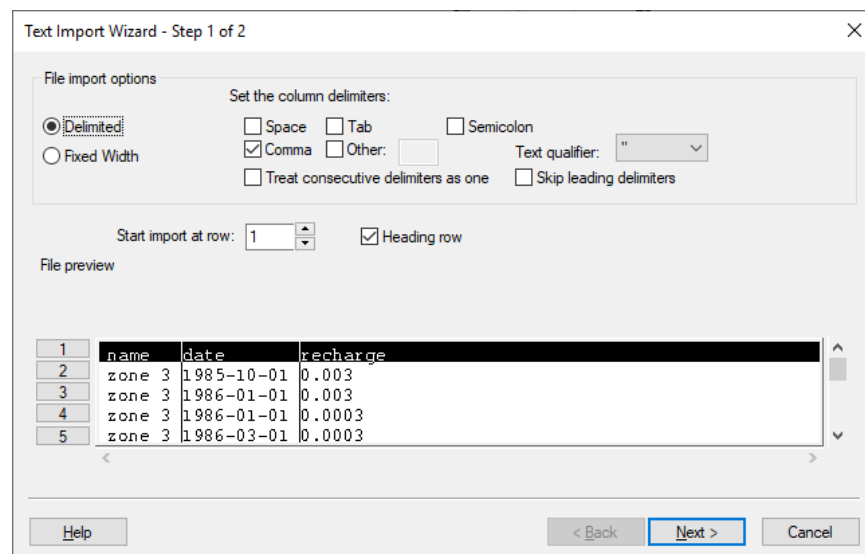 Text Import Wizard - Step 1 of 2
File import options
Set the column delimiters:
Delimited
Space Tab Semicolon
Fixed Width
Comma Other: Text qualifier: "
Treat consecutive delimiters as one Skip leading delimiters
Start import at row: 1 Heading row
File preview
1 name date recharge
2 zone 3 1985-10-01 0.003
3 zone 3 1986-01-01 0.003
4 zone 3 1986-01-01 0.0003
5 zone 3 1986-03-01 0.0003
Help < Back Next > Cancel